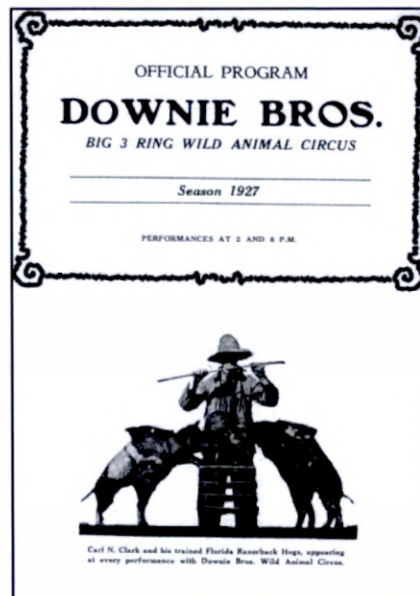 OFFICIAL PROGRAM
DOWNIE BROS.
BIG 3 RING WILD ANIMAL CIRCUS
Season 1927
PERFORMANCES AT 2 AND 8 P.M.
Carl N. Clark and his trained Florida Razorback Hogs, appearing
at every performance with Downie Bros. Wild Animal Circus.